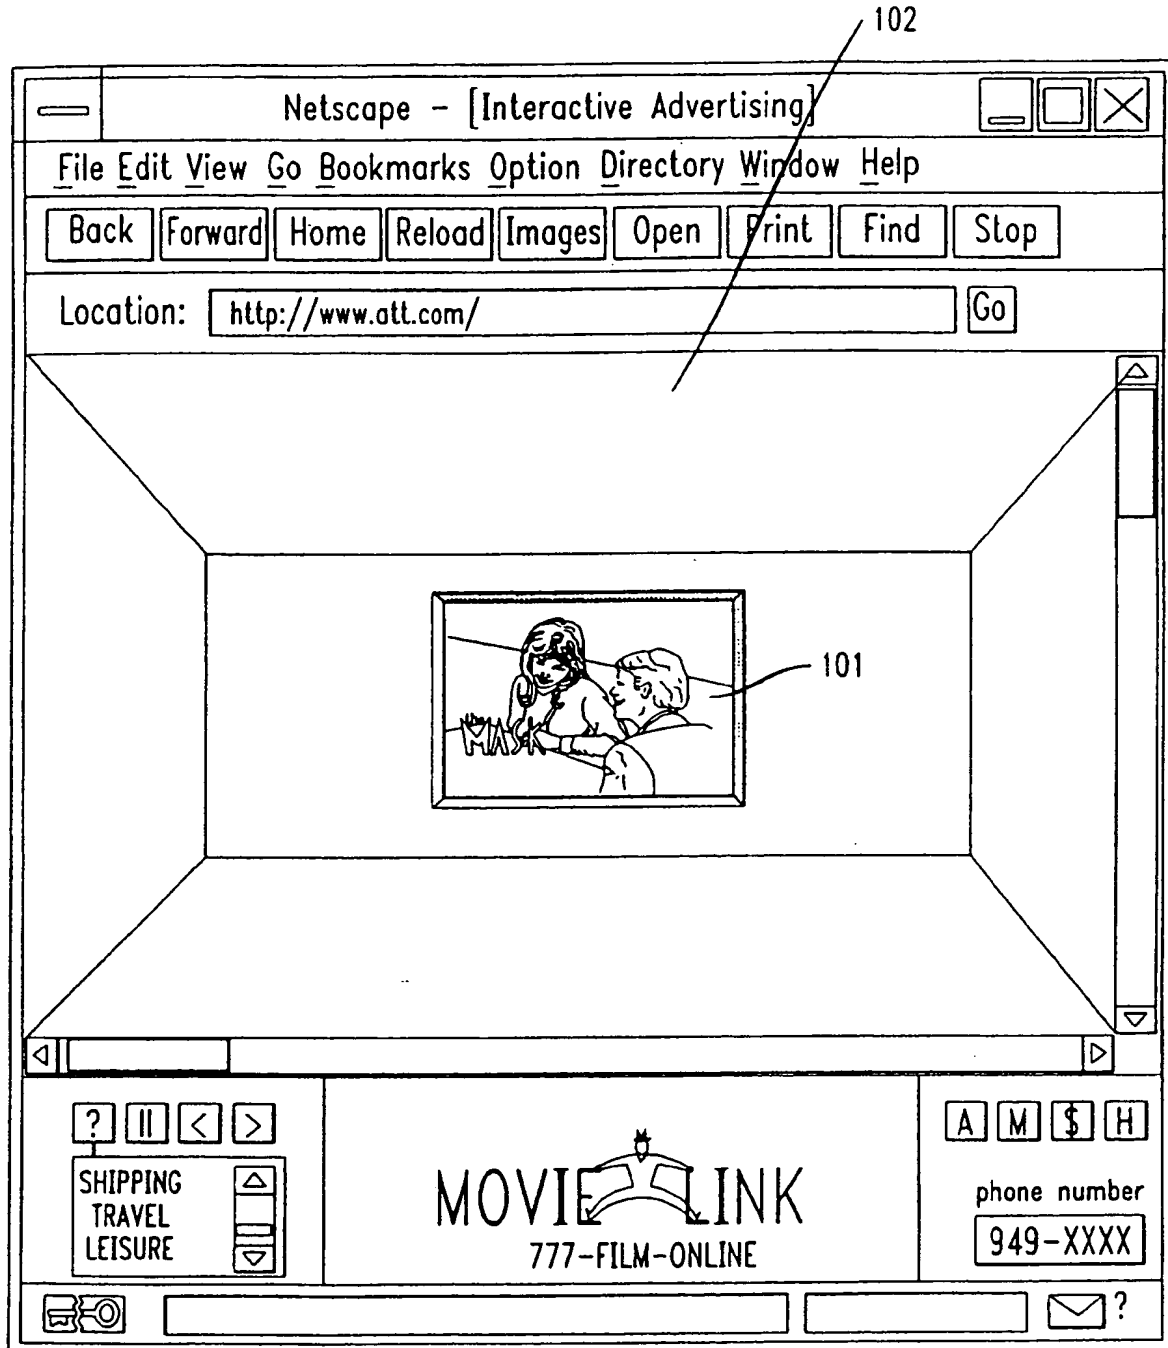 102
Netscape - [Interactive Advertising]
File Edit View Go Bookmarks Option Directory Window Help
Back Forward Home Reload Images Open Print Find Stop
Location: http://www.att.com/ Go
101
the
MASK
? || < >
A M $ H
SHIPPING
TRAVEL
LEISURE
MOVIE LINK
777-FILM-ONLINE
phone number
949-XXXX
?